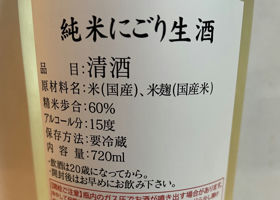 純米にごり生酒
品　　目：清酒
原材料名：米(国産)、米麹(国産米)
精米歩合：60%
アルコール分：15度
保存方法：要冷蔵
内 容 量：720ml
・飲酒は20歳になってから。
・開封後はお早めにお飲み下さい。